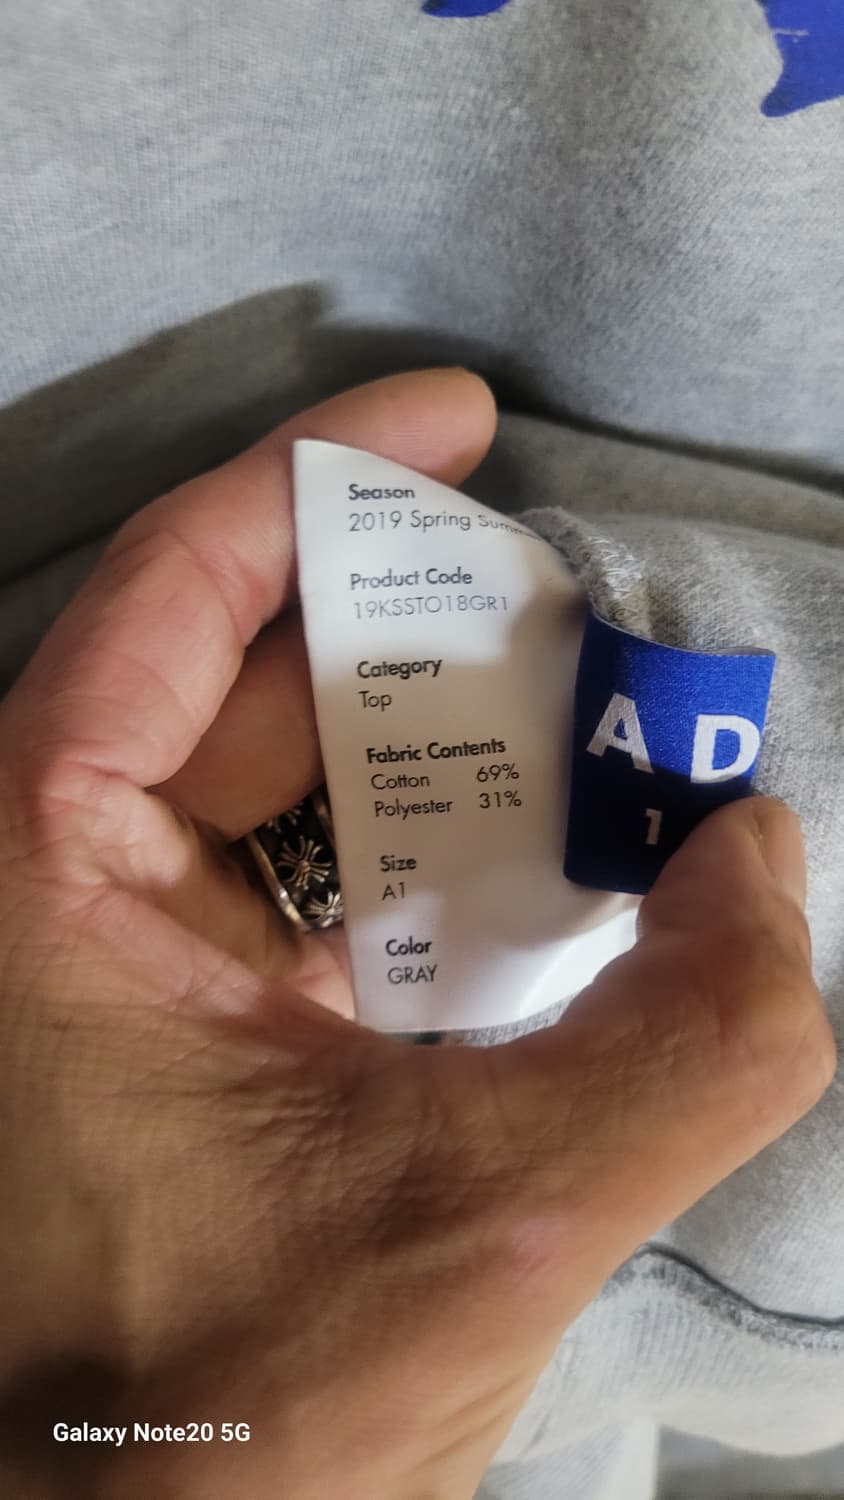 Season
2019 Spring Summer
Product Code
19KSSTO18GR1
Category
Top
Fabric Contents
Cotton 69%
Polyester 31%
Size
A1
Color
GRAY
A D
1
Galaxy Note20 5G